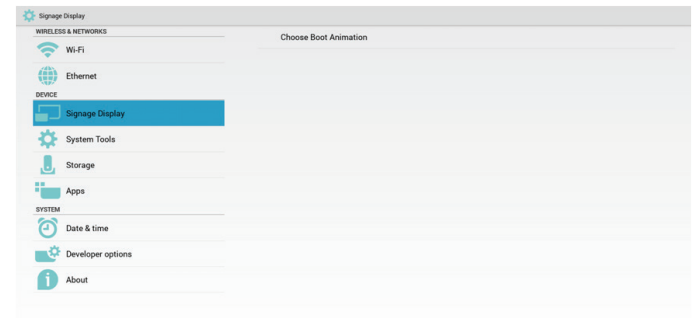 Signage Display
WIRELESS & NETWORKS
Wi-Fi
Ethernet
DEVICE
Signage Display
System Tools
Storage
Apps
SYSTEM
Date & time
Developer options
About
Choose Boot Animation